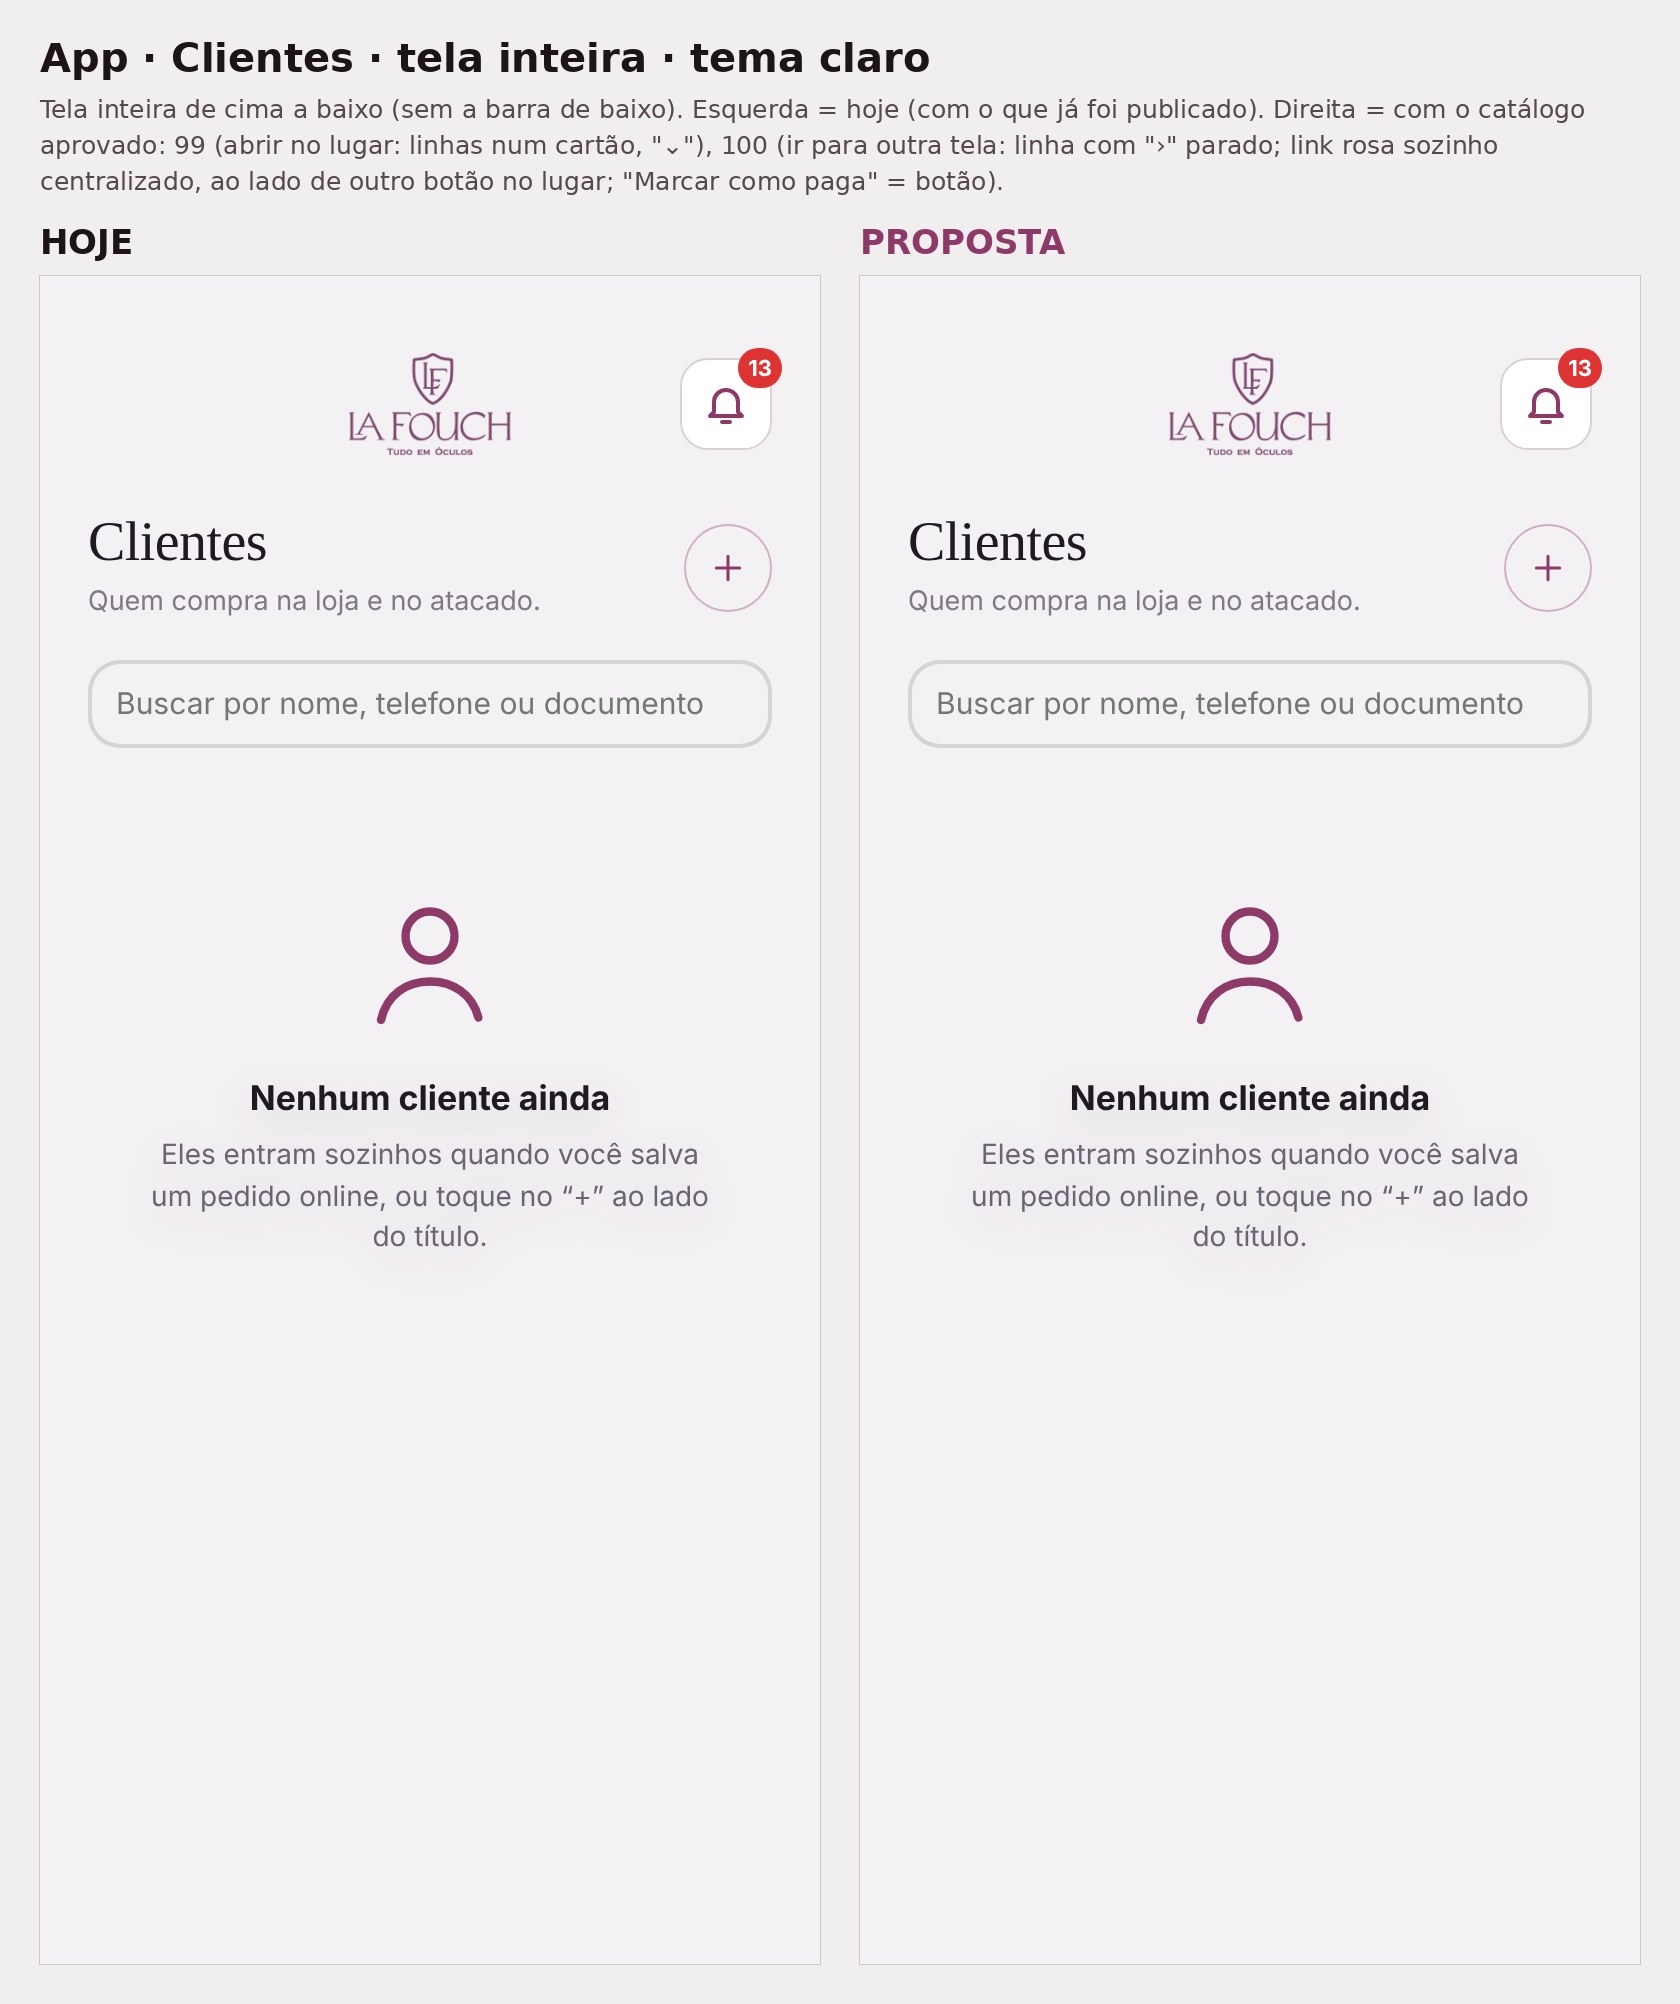 App · Clientes · tela inteira · tema claro
Tela inteira de cima a baixo (sem a barra de baixo). Esquerda = hoje (com o que já foi publicado). Direita = com o catálogo
aprovado: 99 (abrir no lugar: linhas num cartão, "⌄"), 100 (ir para outra tela: linha com "›" parado; link rosa sozinho
centralizado, ao lado de outro botão no lugar; "Marcar como paga" = botão).
HOJE
LF
LA FOUCH
TUDO EM ÓCULOS
13
Clientes
Quem compra na loja e no atacado.
Buscar por nome, telefone ou documento
Nenhum cliente ainda
Eles entram sozinhos quando você salva
um pedido online, ou toque no “+” ao lado
do título.
PROPOSTA
LF
LA FOUCH
TUDO EM ÓCULOS
13
Clientes
Quem compra na loja e no atacado.
Buscar por nome, telefone ou documento
Nenhum cliente ainda
Eles entram sozinhos quando você salva
um pedido online, ou toque no “+” ao lado
do título.